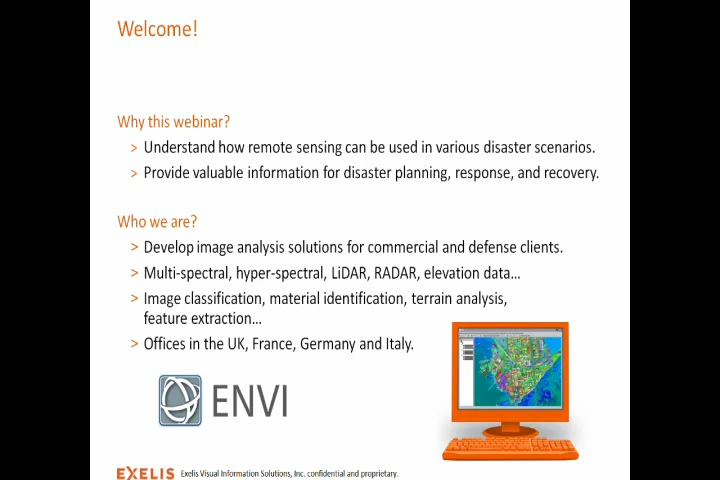 Welcome!
Why this webinar?
> Understand how remote sensing can be used in various disaster scenarios.
> Provide valuable information for disaster planning, response, and recovery.
Who we are?
> Develop image analysis solutions for commercial and defense clients.
> Multi-spectral, hyper-spectral, LiDAR, RADAR, elevation data…
> Image classification, material identification, terrain analysis,
feature extraction…
> Offices in the UK, France, Germany and Italy.
ENVI
EXELIS Exelis Visual Information Solutions, Inc. confidential and proprietary.